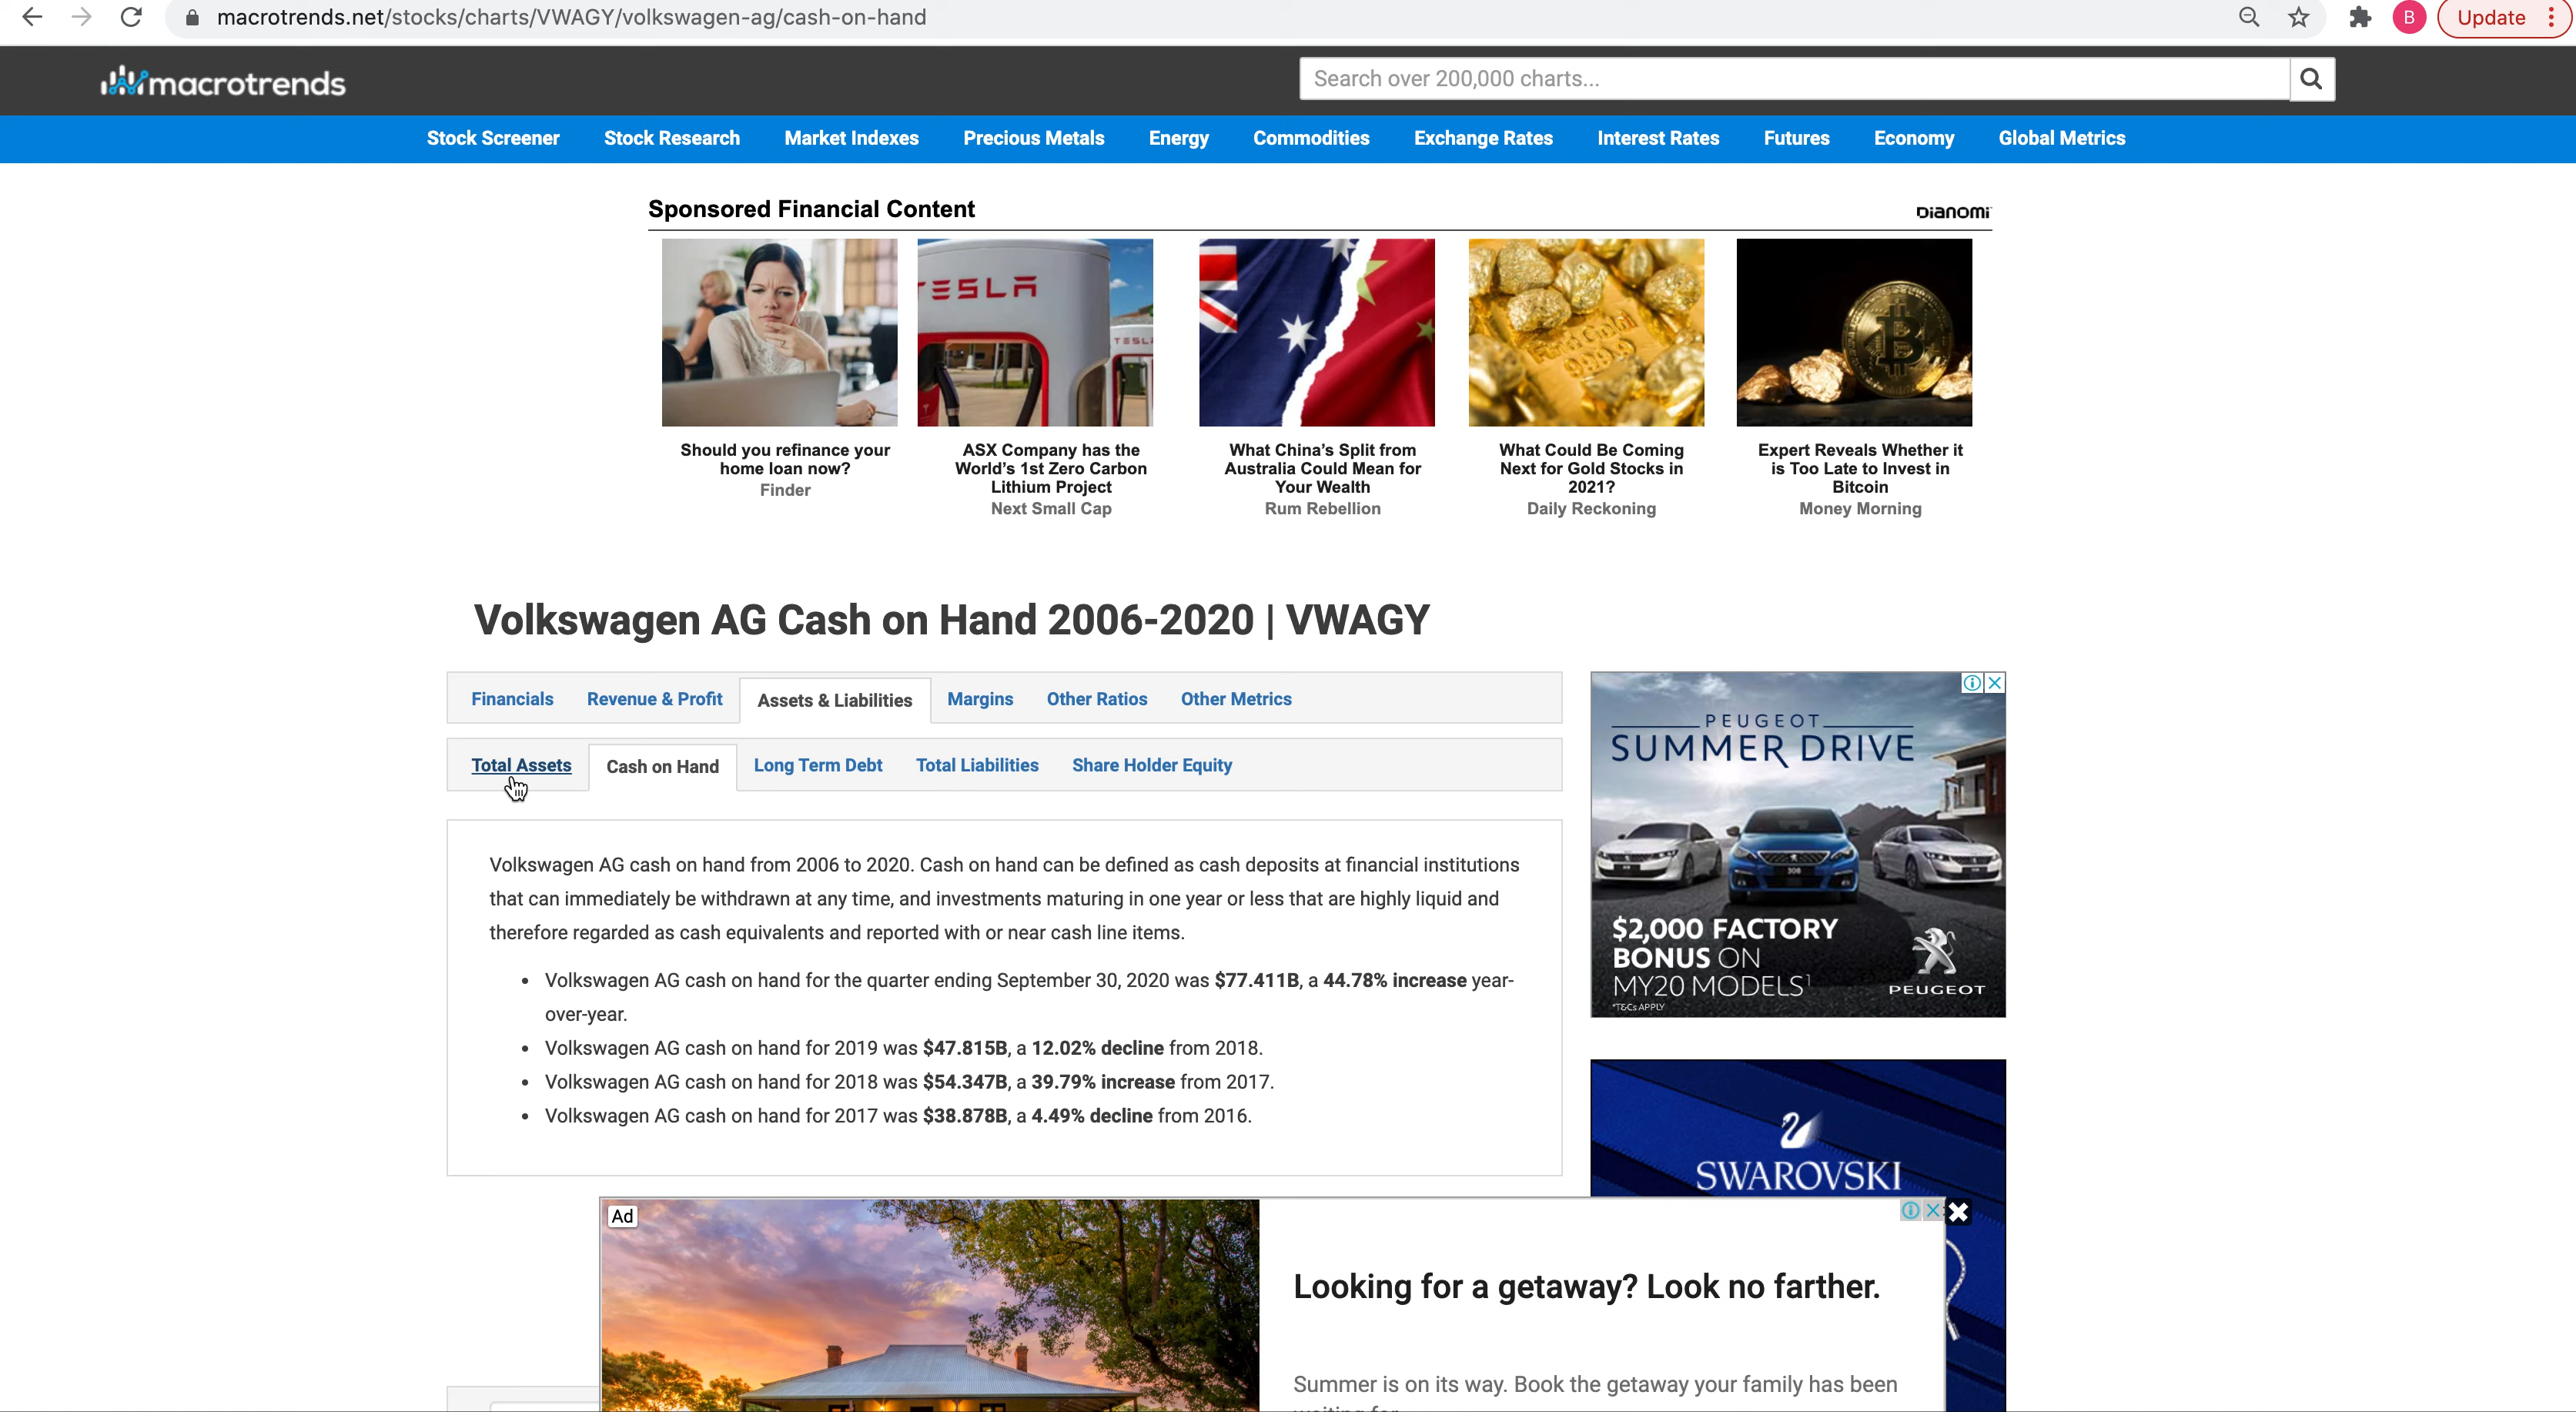 macrotrends.net/stocks/charts/VWAGY/volkswagen-ag/cash-on-hand
B
Update
macrotrends
Search over 200,000 charts...
Stock Screener
Stock Research
Market Indexes
Precious Metals
Energy
Commodities
Exchange Rates
Interest Rates
Futures
Economy
Global Metrics
Sponsored Financial Content
DIANOMI
TESLA
TESL
Should you refinance your
home loan now?
Finder
ASX Company has the
World's 1st Zero Carbon
Lithium Project
Next Small Cap
What China's Split from
Australia Could Mean for
Your Wealth
Rum Rebellion
What Could Be Coming
Next for Gold Stocks in
2021?
Daily Reckoning
Expert Reveals Whether it
is Too Late to Invest in
Bitcoin
Money Morning
Volkswagen AG Cash on Hand 2006-2020 | VWAGY
Financials
Revenue & Profit
Assets & Liabilities
Margins
Other Ratios
Other Metrics
Total Assets
Cash on Hand
Long Term Debt
Total Liabilities
Share Holder Equity
Volkswagen AG cash on hand from 2006 to 2020. Cash on hand can be defined as cash deposits at financial institutions
that can immediately be withdrawn at any time, and investments maturing in one year or less that are highly liquid and
therefore regarded as cash equivalents and reported with or near cash line items.
• Volkswagen AG cash on hand for the quarter ending September 30, 2020 was $77.411B, a 44.78% increase year-
over-year.
• Volkswagen AG cash on hand for 2019 was $47.815B, a 12.02% decline from 2018.
• Volkswagen AG cash on hand for 2018 was $54.347B, a 39.79% increase from 2017.
• Volkswagen AG cash on hand for 2017 was $38.878B, a 4.49% decline from 2016.
PEUGEOT
SUMMER DRIVE
308
$2,000 FACTORY
BONUS ON
MY20 MODELS¹
PEUGEOT
*T&Cs APPLY
SWAROVSKI
Ad
Looking for a getaway? Look no farther.
Summer is on its way. Book the getaway your family has been